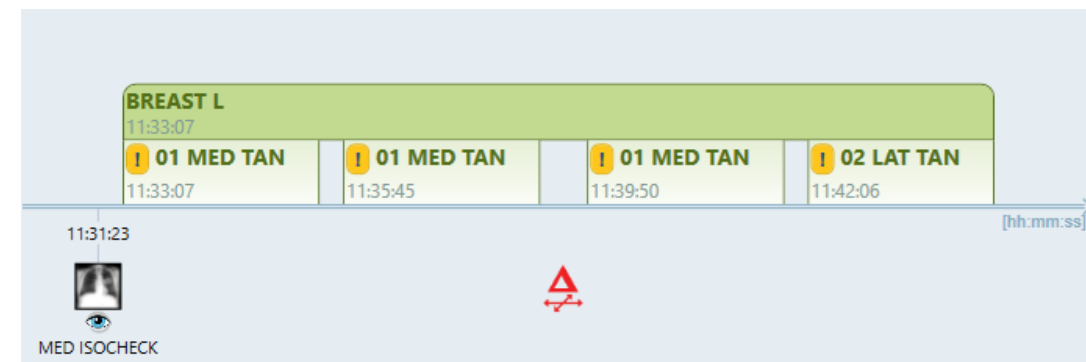 BREAST L
11:33:07
! 01 MED TAN
11:33:07
! 01 MED TAN
11:35:45
! 01 MED TAN
11:39:50
! 02 LAT TAN
11:42:06
[hh:mm:ss]
11:31:23
MED ISOCHECK